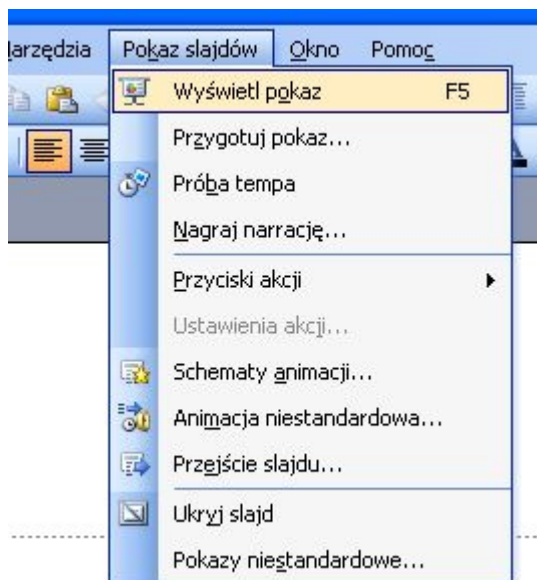 Narzędzia Pokaz slajdów Okno Pomoc
Wyświetl pokaz F5
Przygotuj pokaz...
Próba tempa
Nagraj narrację...
Przyciski akcji
Ustawienia akcji...
Schematy animacji...
Animacja niestandardowa...
Przejście slajdu...
Ukryj slajd
Pokazy niestandardowe...